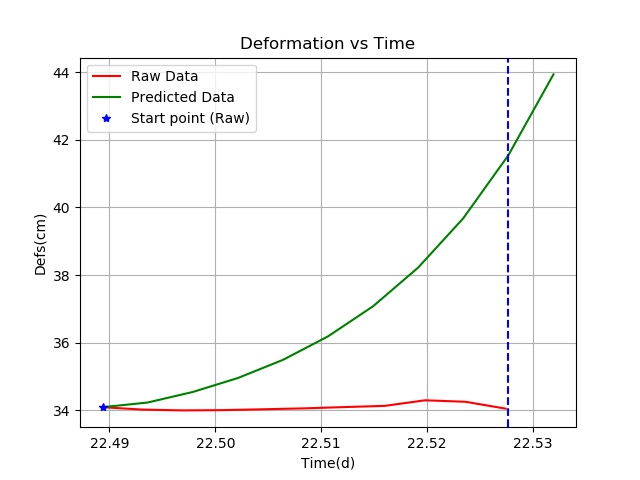 Deformation vs Time
Raw Data
Predicted Data
Start point (Raw)
44
42
40
38
36
34
Defs(cm)
22.49 22.50 22.51 22.52 22.53
Time(d)